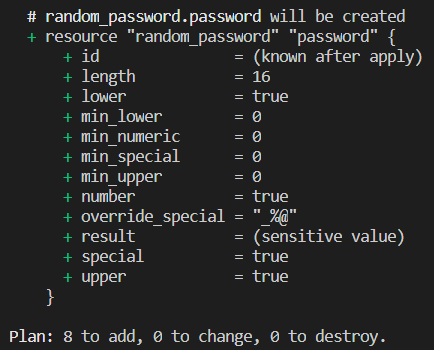 # random_password.password will be created
+ resource "random_password" "password" {
+ id = (known after apply)
+ length = 16
+ lower = true
+ min_lower = 0
+ min_numeric = 0
+ min_special = 0
+ min_upper = 0
+ number = true
+ override_special = "_%@"
+ result = (sensitive value)
+ special = true
+ upper = true
}
Plan: 8 to add, 0 to change, 0 to destroy.